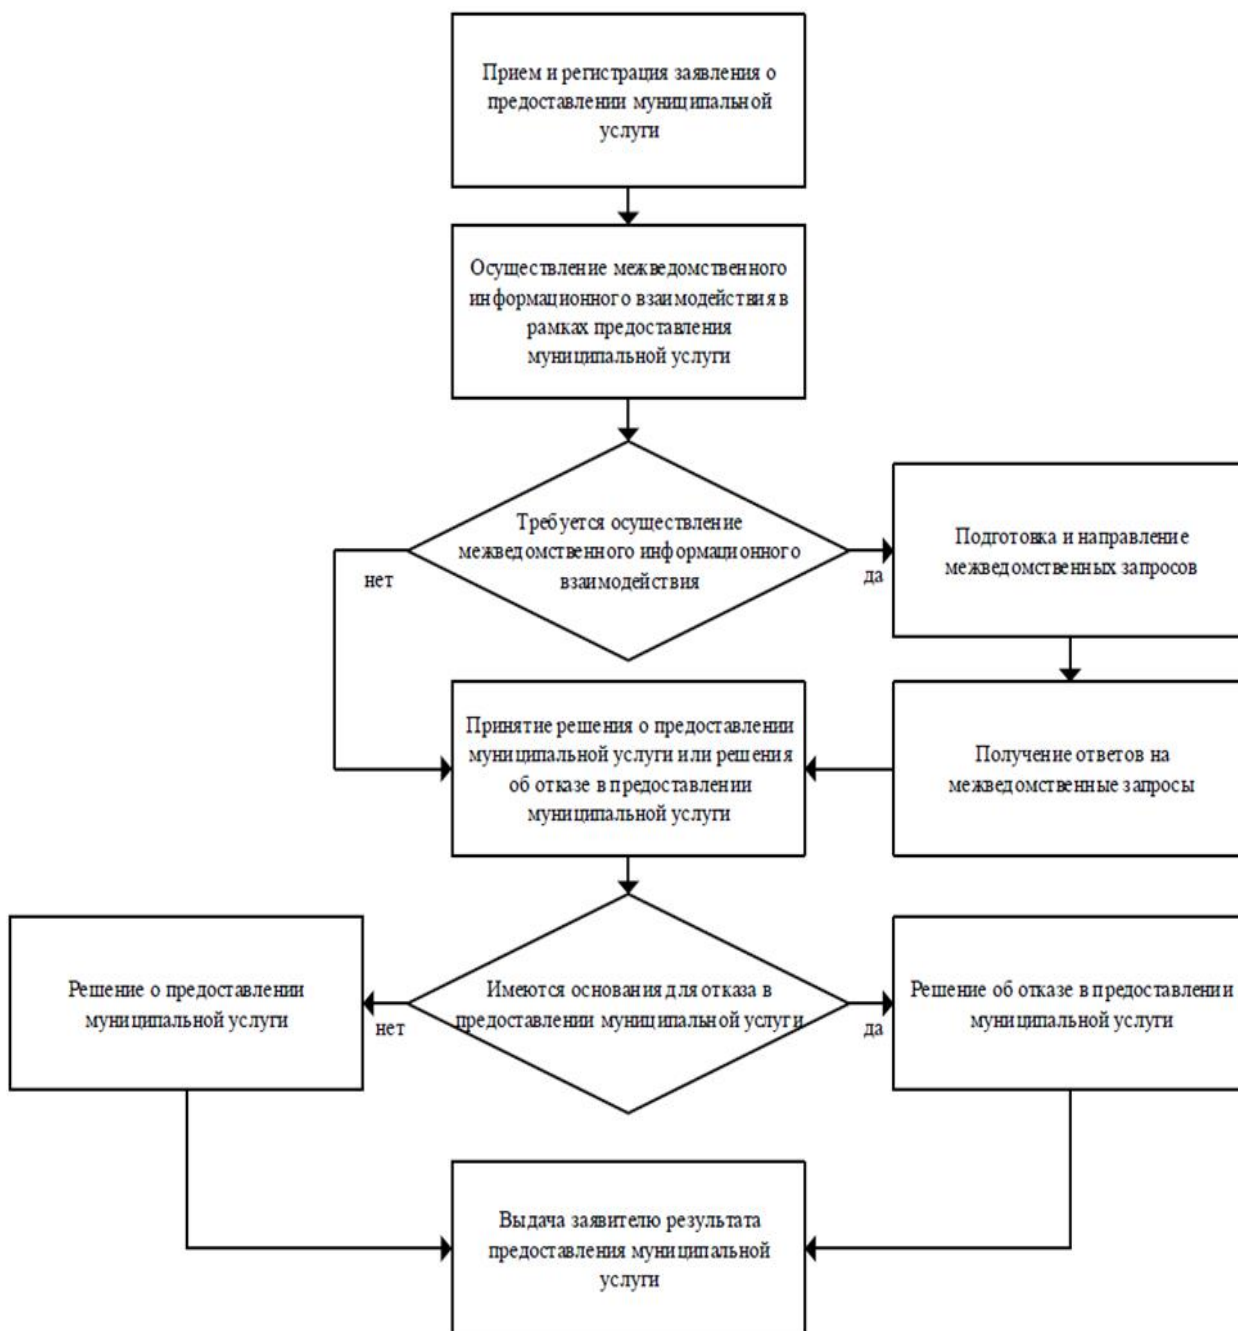 Прием и регистрация заявления о
предоставлении муниципальной
услуги
Осуществление межведомственного
информационного взаимодействия в
рамках предоставления
муниципальной услуги
Требуется осуществление
межведомственного информационного
взаимодействия
нет
да
Подготовка и направление
межведомственных запросов
Принятие решения о предоставлении
муниципальной услуги или решения
об отказе в предоставлении
муниципальной услуги
Получение ответов на
межведомственные запросы
Решение о предоставлении
муниципальной услуги
нет
Имеются основания для отказа в
предоставлении муниципальной услуги
да
Решение об отказе в предоставлении
муниципальной услуги
Выдача заявителю результата
предоставления муниципальной
услуги